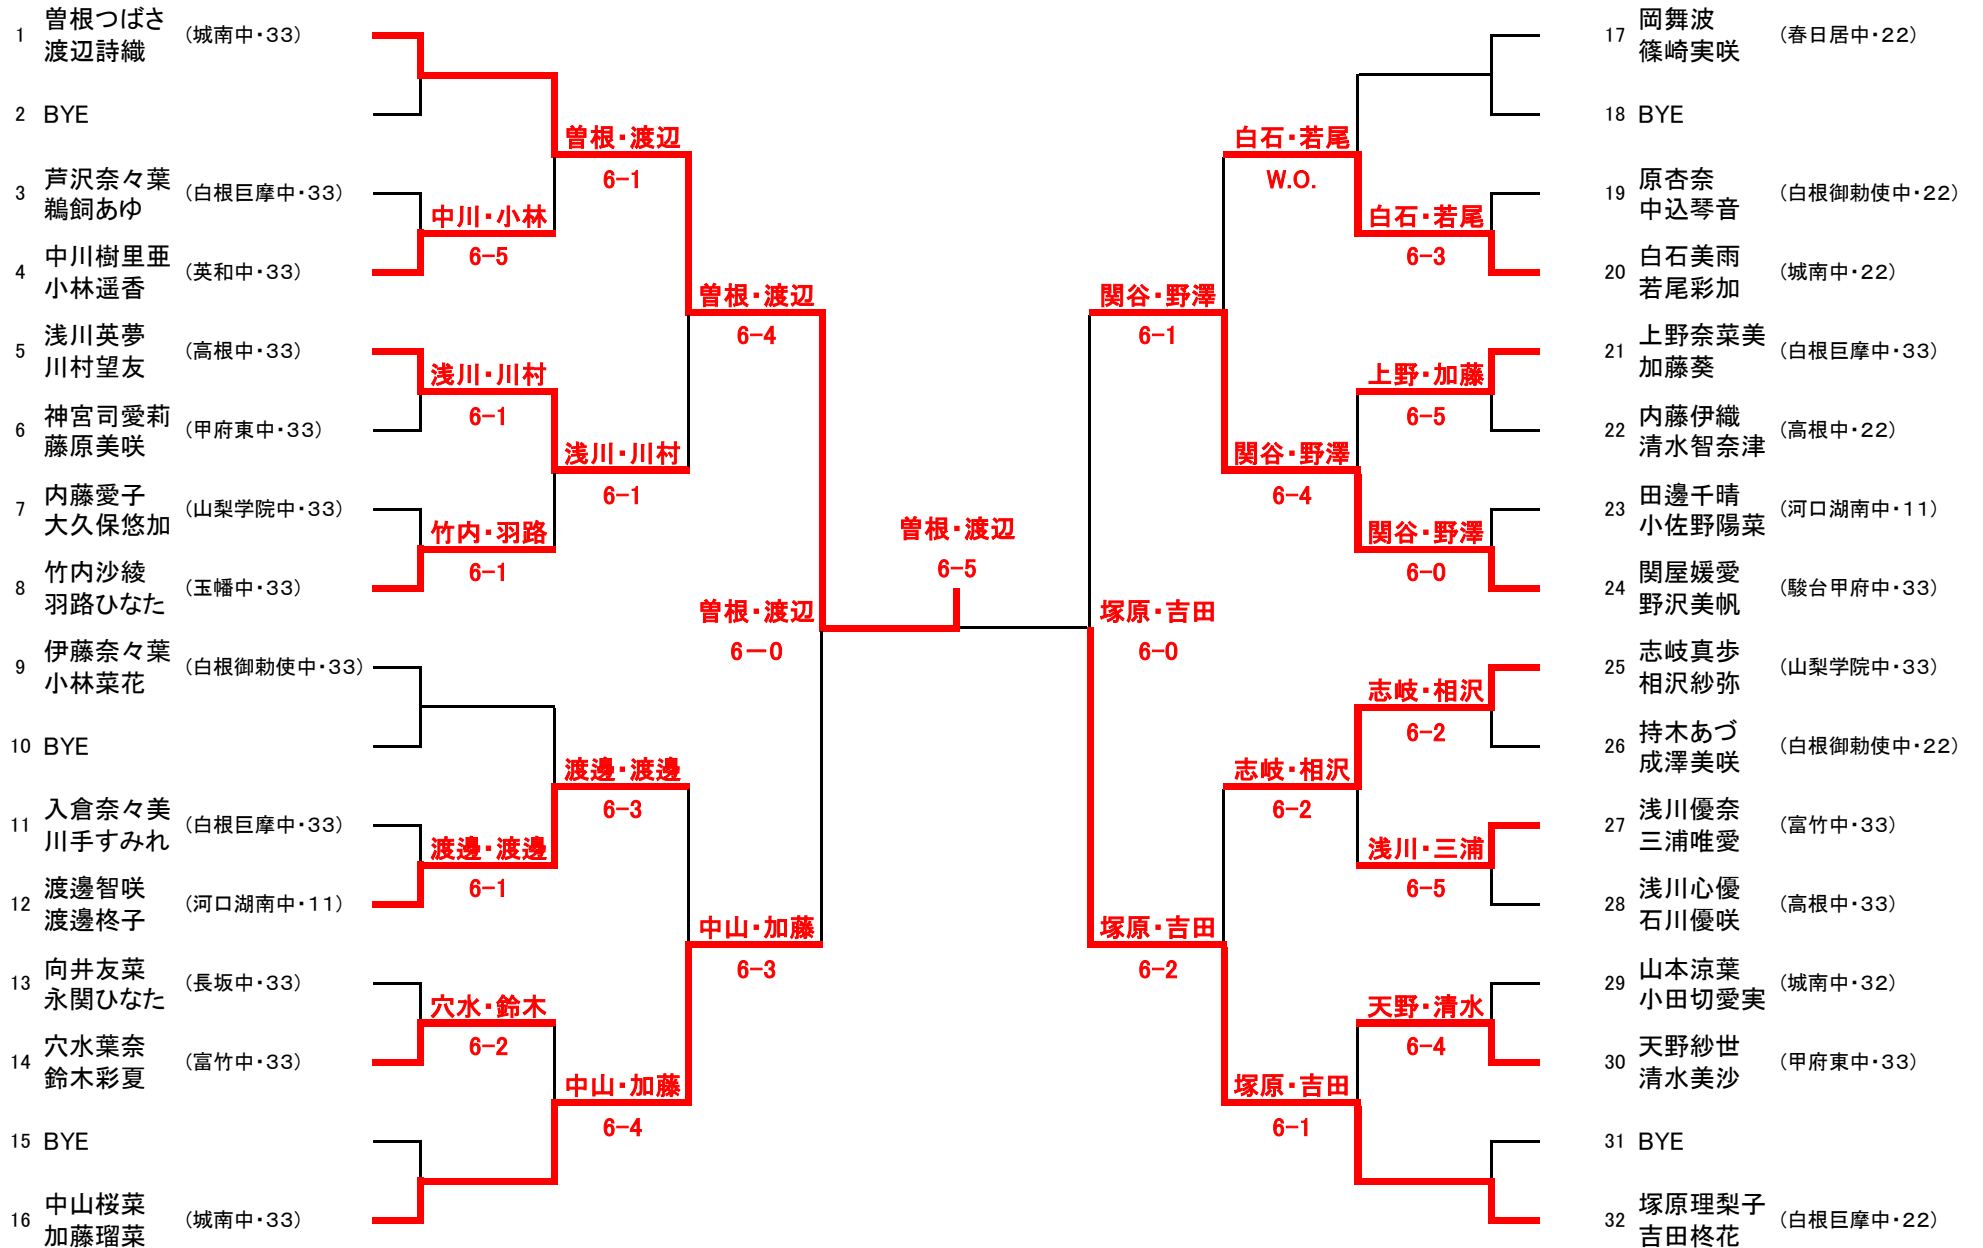 1 曽根つばさ (城南中・33)
渡辺詩織
2 BYE
3 芦沢奈々葉 (白根巨摩中・33)
鵜飼あゆ
4 中川樹里亜 (英和中・33)
小林遥香
5 浅川英夢 (高根中・33)
川村望友
6 神宮司愛莉 (甲府東中・33)
藤原美咲
7 内藤愛子 (山梨学院中・33)
大久保悠加
8 竹内沙綾 (玉幡中・33)
羽路ひなた
9 伊藤奈々葉 (白根御勅使中・33)
小林菜花
10 BYE
11 入倉奈々美 (白根巨摩中・33)
川手すみれ
12 渡邊智咲 (河口湖南中・11)
渡邊柊子
13 向井友菜 (長坂中・33)
永関ひなた
14 穴水葉奈 (富竹中・33)
鈴木彩夏
15 BYE
16 中山桜菜 (城南中・33)
加藤瑠菜
中川・小林
6-5
浅川・川村
6-1
竹内・羽路
6-1
渡邊・渡邊
6-1
穴水・鈴木
6-2
曽根・渡辺
6-1
浅川・川村
6-1
渡邊・渡邊
6-3
中山・加藤
6-4
曽根・渡辺
6-4
中山・加藤
6-3
曽根・渡辺
6－0
曽根・渡辺
6-5
塚原・吉田
6-0
関谷・野澤
6-1
塚原・吉田
6-2
白石・若尾
W.O.
関谷・野澤
6-4
志岐・相沢
6-2
塚原・吉田
6-1
白石・若尾
6-3
上野・加藤
6-5
関谷・野澤
6-0
志岐・相沢
6-2
浅川・三浦
6-5
天野・清水
6-4
17 岡舞波 (春日居中・22)
篠崎実咲
18 BYE
19 原杏奈 (白根御勅使中・22)
中込琴音
20 白石美雨 (城南中・22)
若尾彩加
21 上野奈菜美 (白根巨摩中・33)
加藤葵
22 内藤伊織 (高根中・22)
清水智奈津
23 田邊千晴 (河口湖南中・11)
小佐野陽菜
24 関屋媛愛 (駿台甲府中・33)
野沢美帆
25 志岐真歩 (山梨学院中・33)
相沢紗弥
26 持木あづ (白根御勅使中・22)
成澤美咲
27 浅川優奈 (富竹中・33)
三浦唯愛
28 浅川心優 (高根中・33)
石川優咲
29 山本涼葉 (城南中・32)
小田切愛実
30 天野紗世 (甲府東中・33)
清水美沙
31 BYE
32 塚原理梨子 (白根巨摩中・22)
吉田柊花